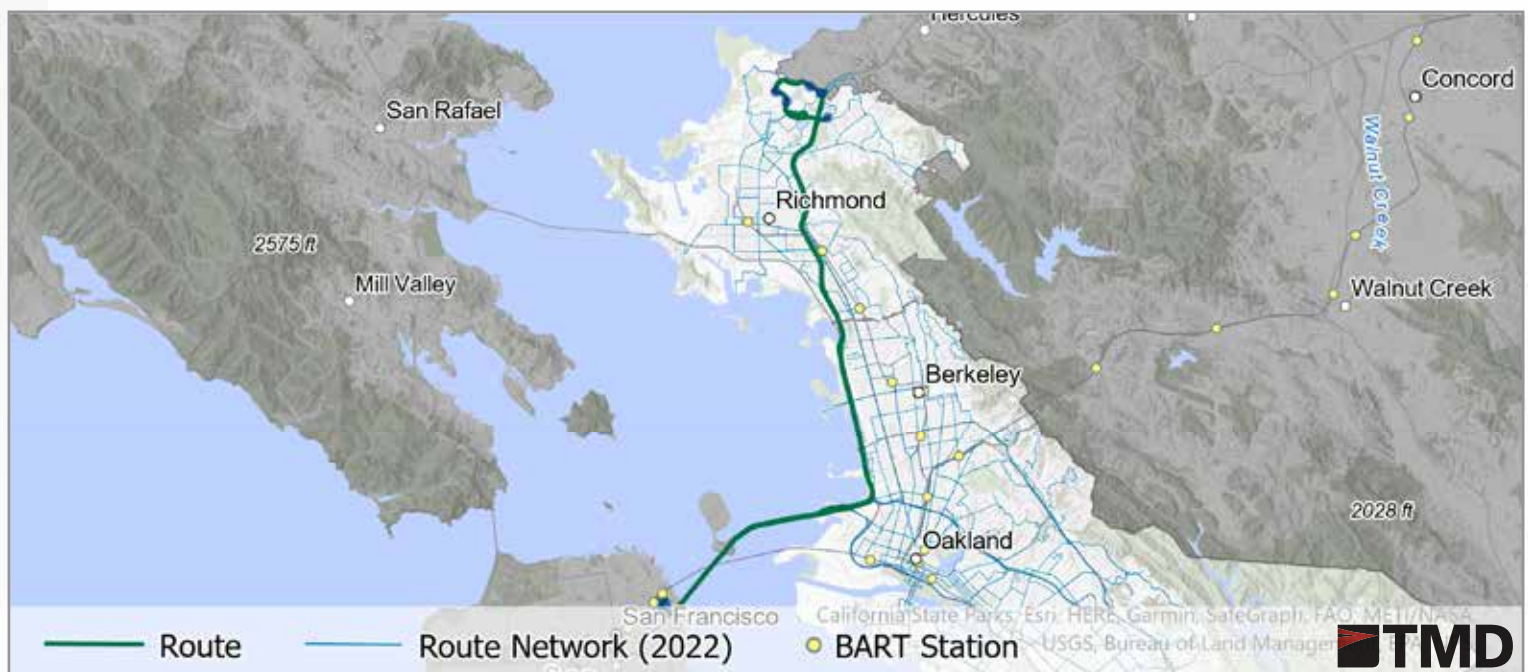 Hercules
Concord
San Rafael
Walnut Creek
Richmond
2575 ft
Mill Valley
Walnut Creek
Berkeley
2028 ft
Oakland
San Francisco
California State Parks, Esri, HERE, Garmin, SafeGraph, FAO, METI/NASA,
USGS, Bureau of Land
Route
Route Network (2022)
BART Station
TMD